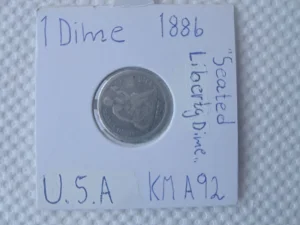 1 Dime 1886
"Seated
Liberty Dime"
U.S.A KM A92